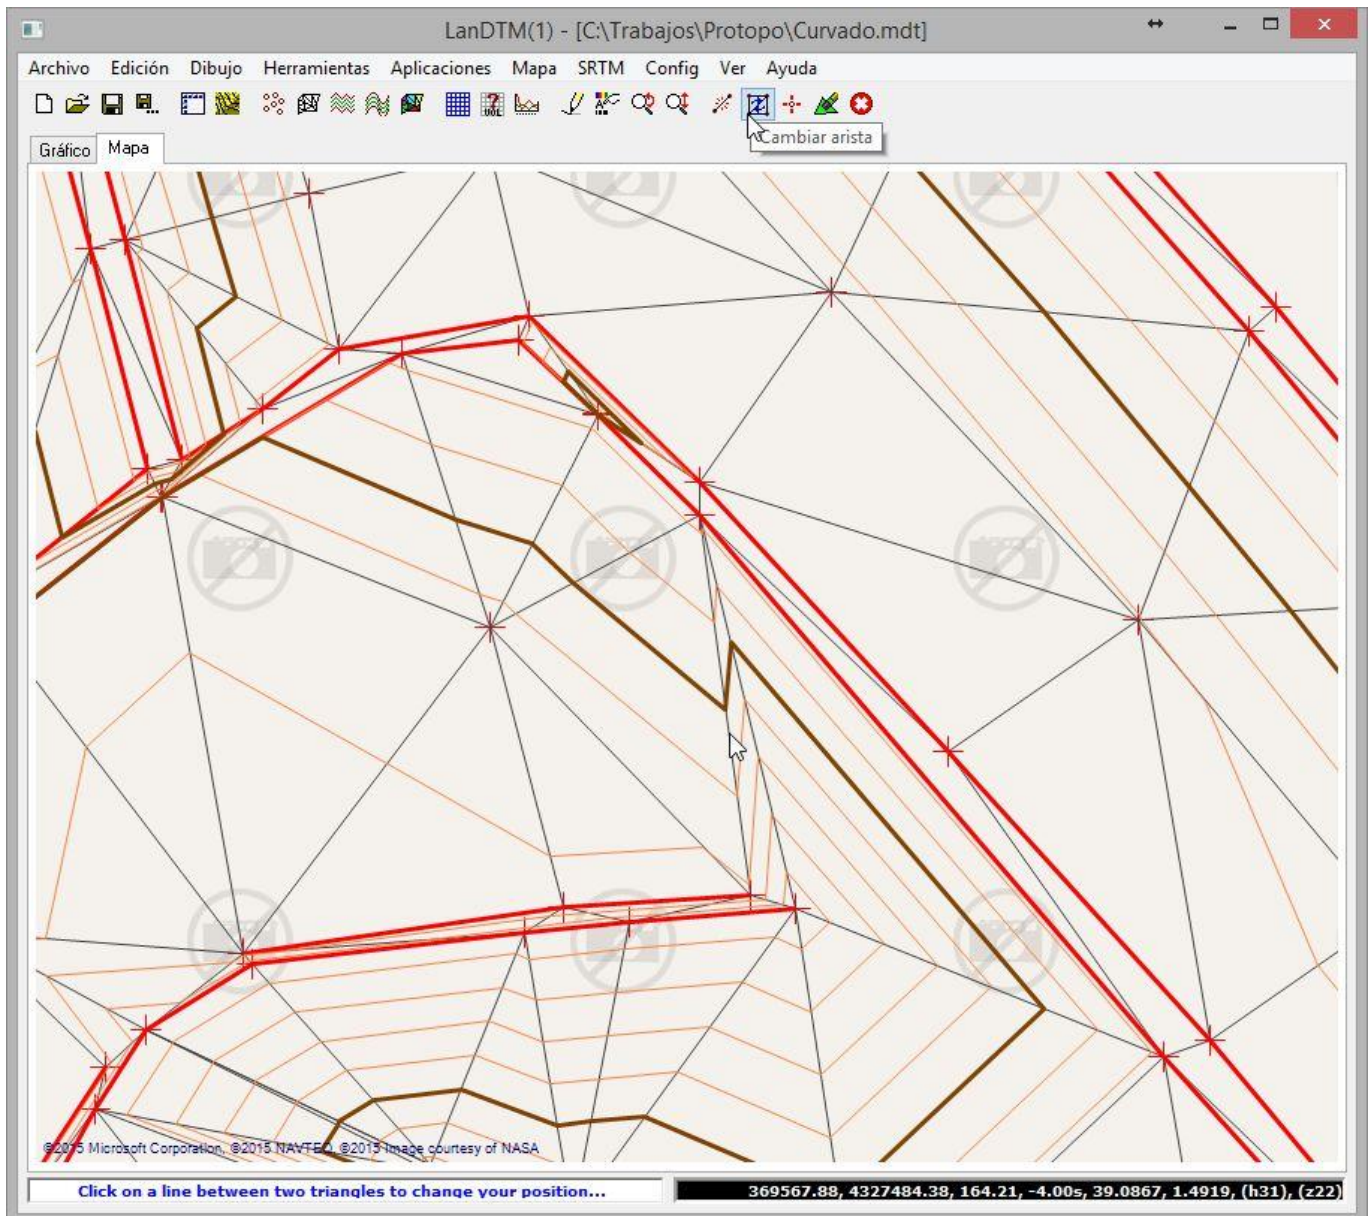 LanDTM(1) - [C:\Trabajos\Protopo\Curvado.mdt]
Archivo Edición Dibujo Herramientas Aplicaciones Mapa SRTM Config Ver Ayuda
Cambiar arista
Gráfico Mapa
©2015 Microsoft Corporation, ©2015 NAVTEQ, ©2015 Image courtesy of NASA
Click on a line between two triangles to change your position...
369567.88, 4327484.38, 164.21, -4.00s, 39.0867, 1.4919, (h31), (z22)